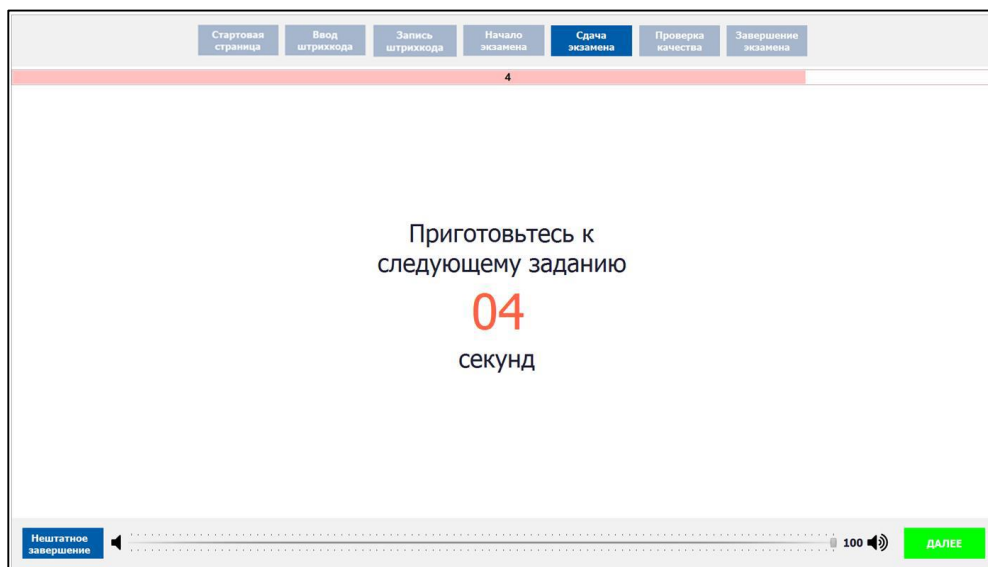 Стартовая
страница
Ввод
штрихкода
Запись
штрихкода
Начало
экзамена
Сдача
экзамена
Проверка
качества
Завершение
экзамена
4
Приготовьтесь к
следующему заданию
04
секунд
Нештатное
завершение
100
ДАЛЕЕ